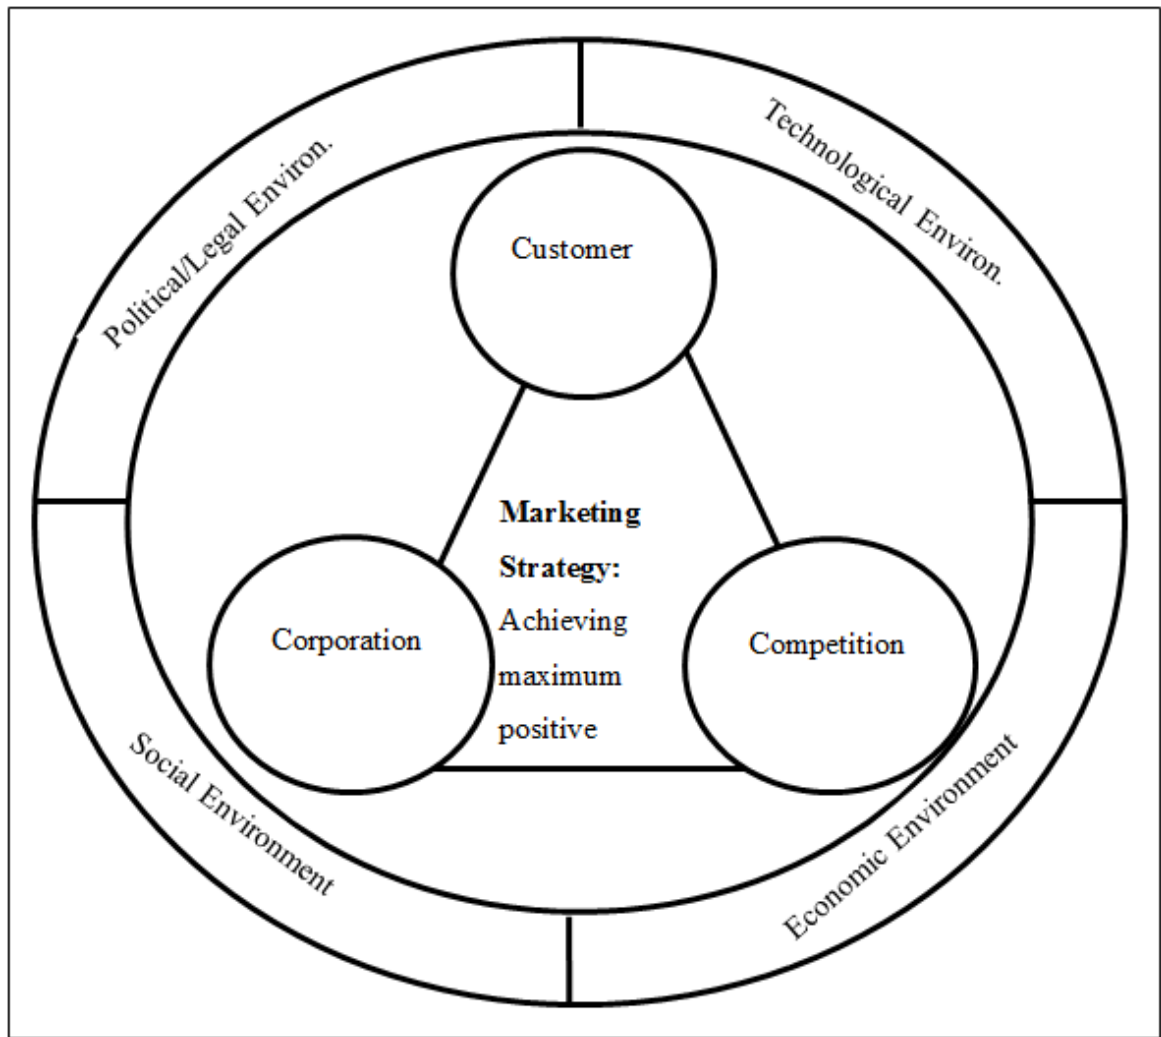 Political/Legal Environ.
Technological Environ.
Customer
Marketing
Strategy:
Achieving
maximum
positive
Corporation
Competition
Social Environment
Economic Environment